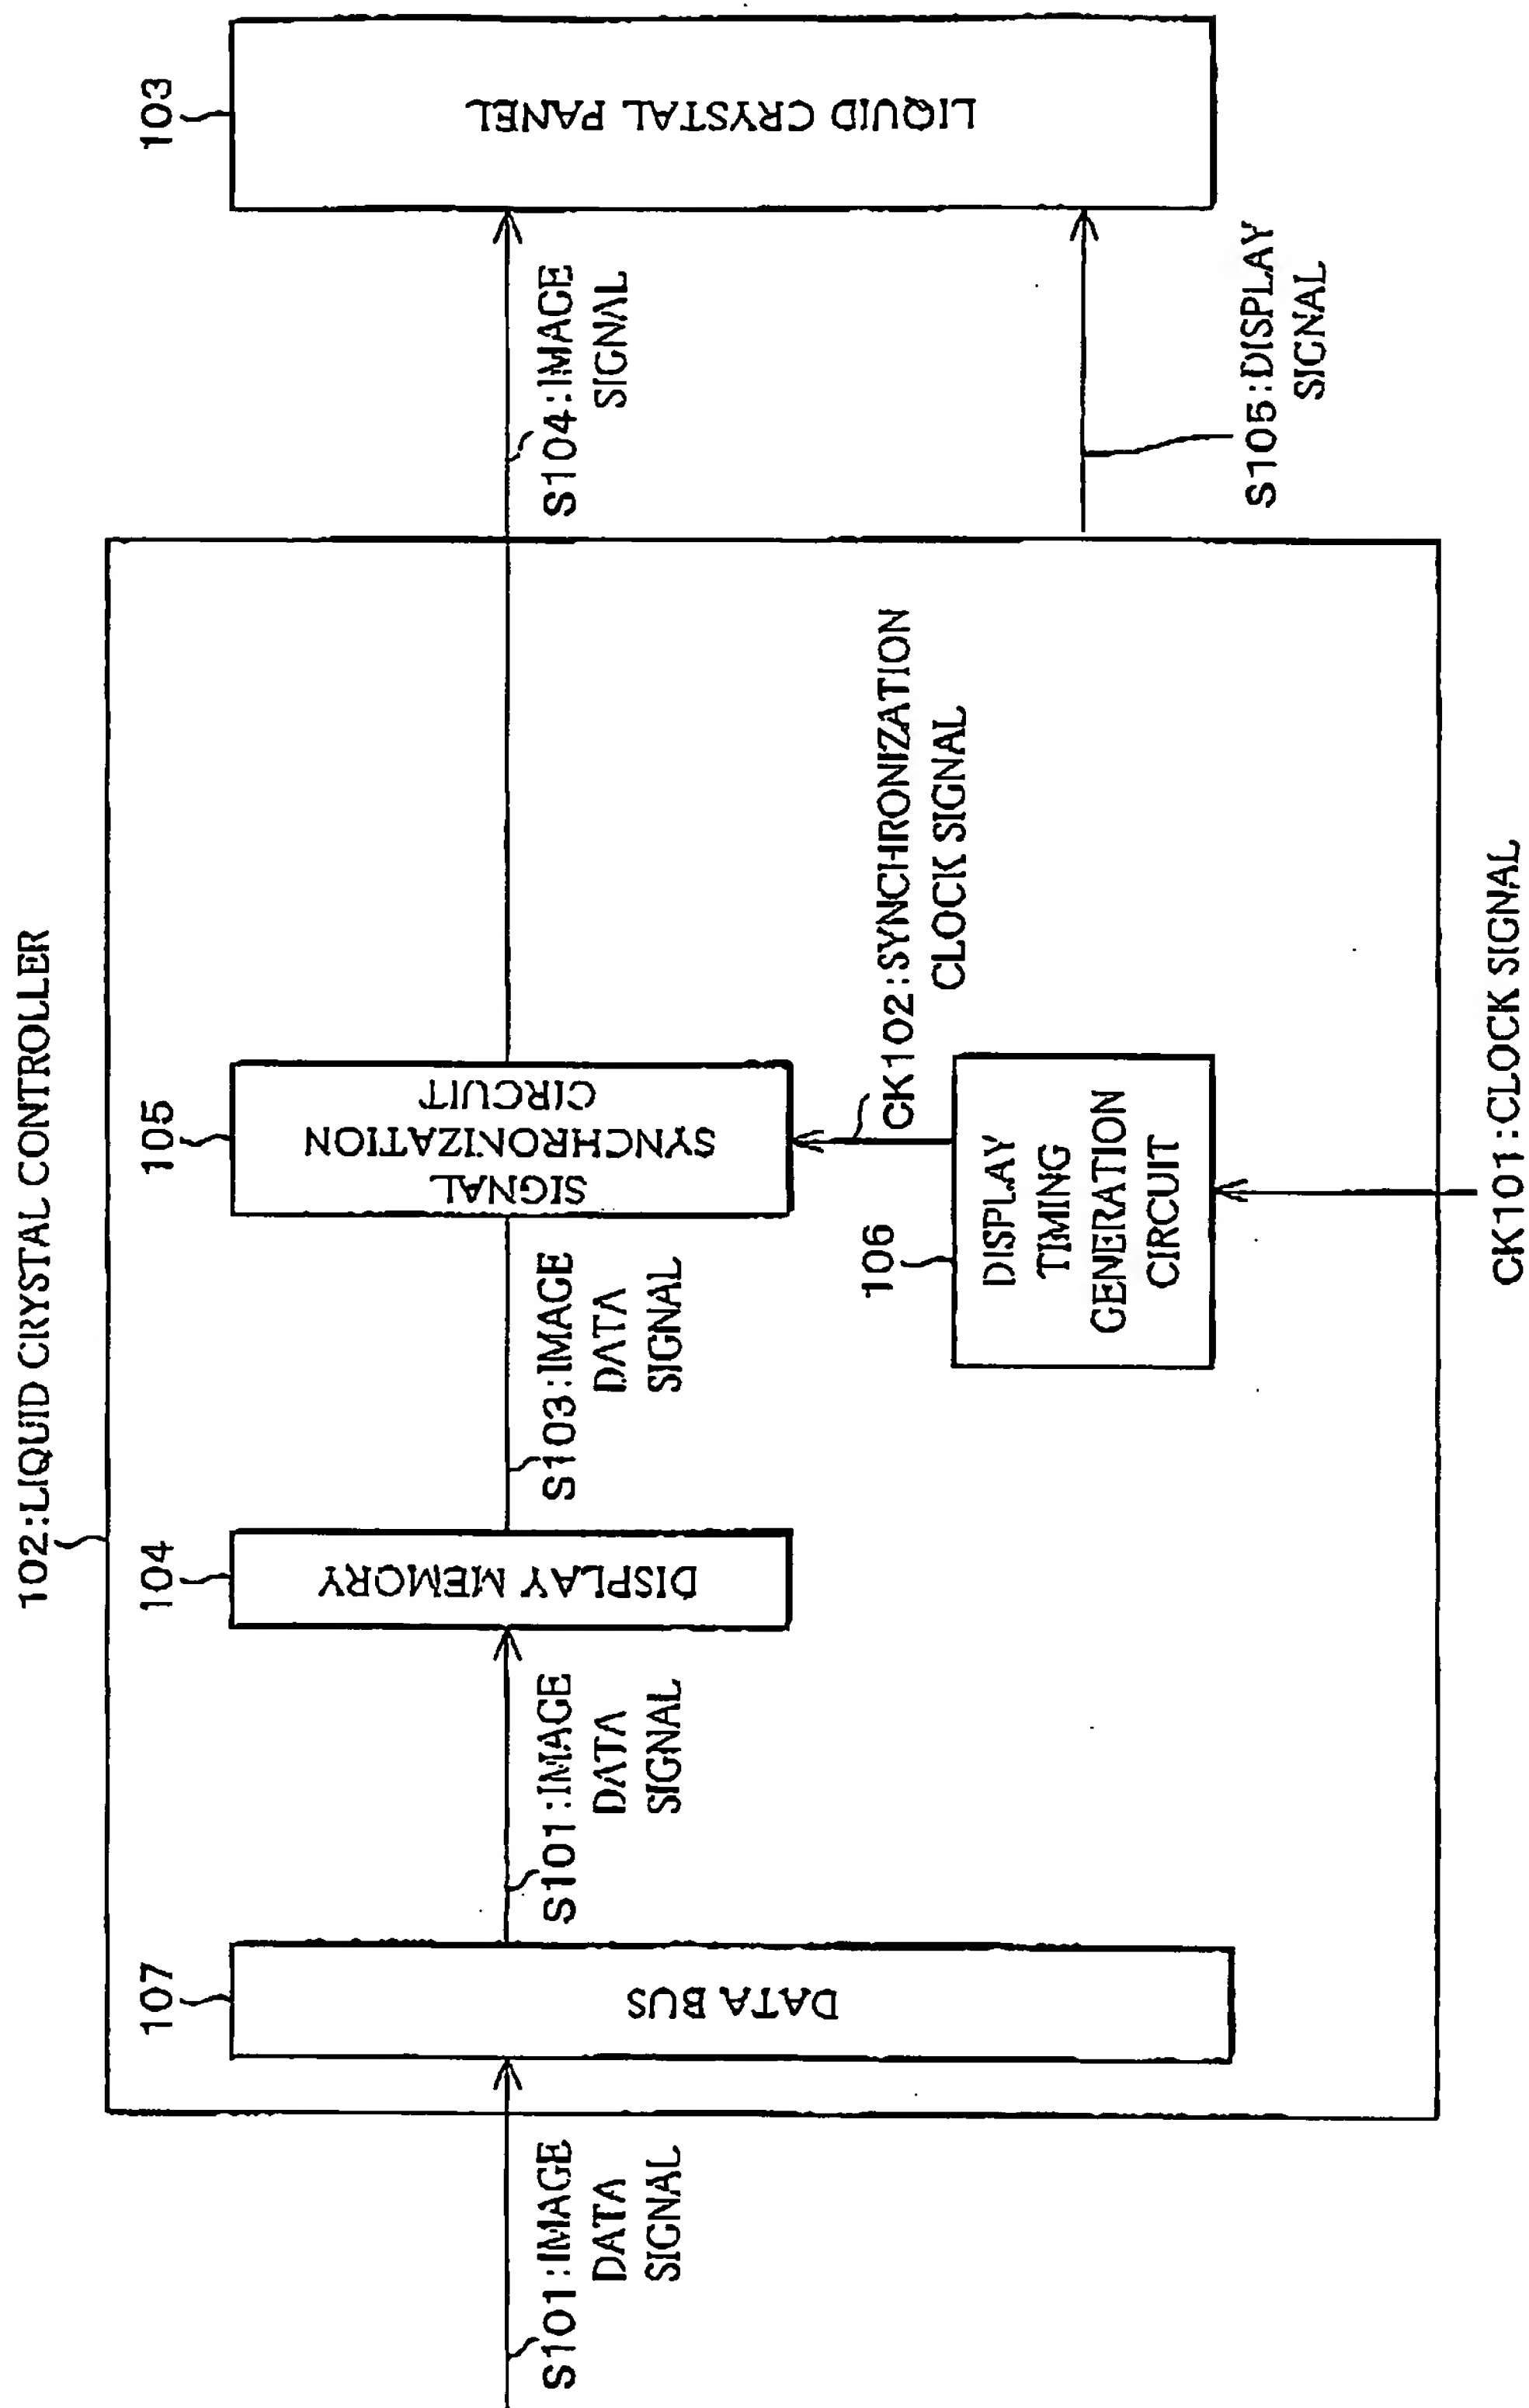 102:LIQUID CRYSTAL CONTROLLER
107
DATA BUS
104
DISPLAY MEMORY
105
SIGNAL
SYNCHRONIZATION
CIRCUIT
103
LIQUID CRYSTAL PANEL
S101:IMAGE
DATA
SIGNAL
S101:IMAGE
DATA
SIGNAL
S103:IMAGE
DATA
SIGNAL
S104:IMAGE
SIGNAL
106
DISPLAY
TIMING
GENERATION
CIRCUIT
CK102:SYNCHRONIZATION
CLOCK SIGNAL
S105:DISPLAY
SIGNAL
CK101:CLOCK SIGNAL